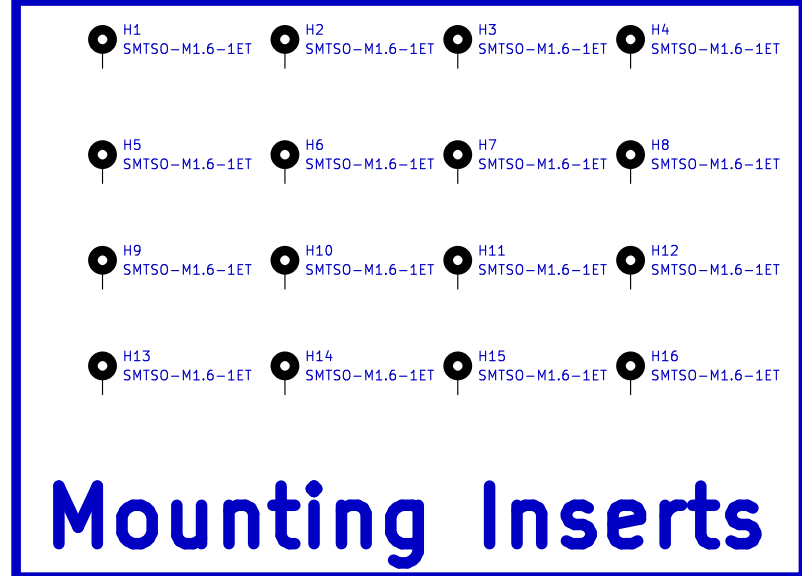 H1
SMTSO-M1.6-1ET
H2
SMTSO-M1.6-1ET
H3
SMTSO-M1.6-1ET
H4
SMTSO-M1.6-1ET
H5
SMTSO-M1.6-1ET
H6
SMTSO-M1.6-1ET
H7
SMTSO-M1.6-1ET
H8
SMTSO-M1.6-1ET
H9
SMTSO-M1.6-1ET
H10
SMTSO-M1.6-1ET
H11
SMTSO-M1.6-1ET
H12
SMTSO-M1.6-1ET
H13
SMTSO-M1.6-1ET
H14
SMTSO-M1.6-1ET
H15
SMTSO-M1.6-1ET
H16
SMTSO-M1.6-1ET
Mounting Inserts